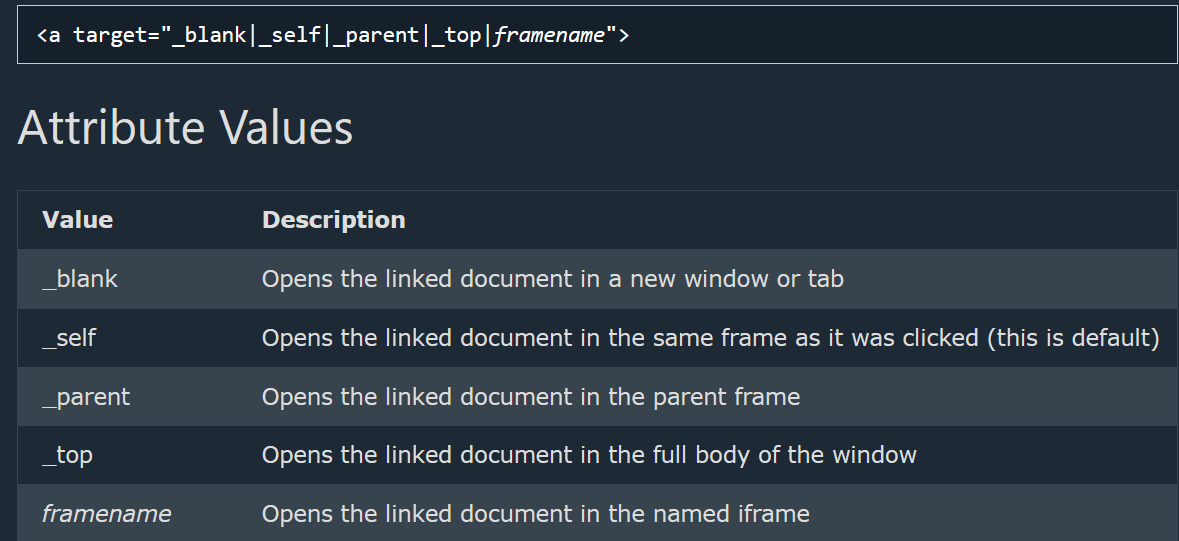 <a target="_blank|_self|_parent|_top|framename">
Attribute Values
Value Description
_blank Opens the linked document in a new window or tab
_self Opens the linked document in the same frame as it was clicked (this is default)
_parent Opens the linked document in the parent frame
_top Opens the linked document in the full body of the window
framename Opens the linked document in the named iframe